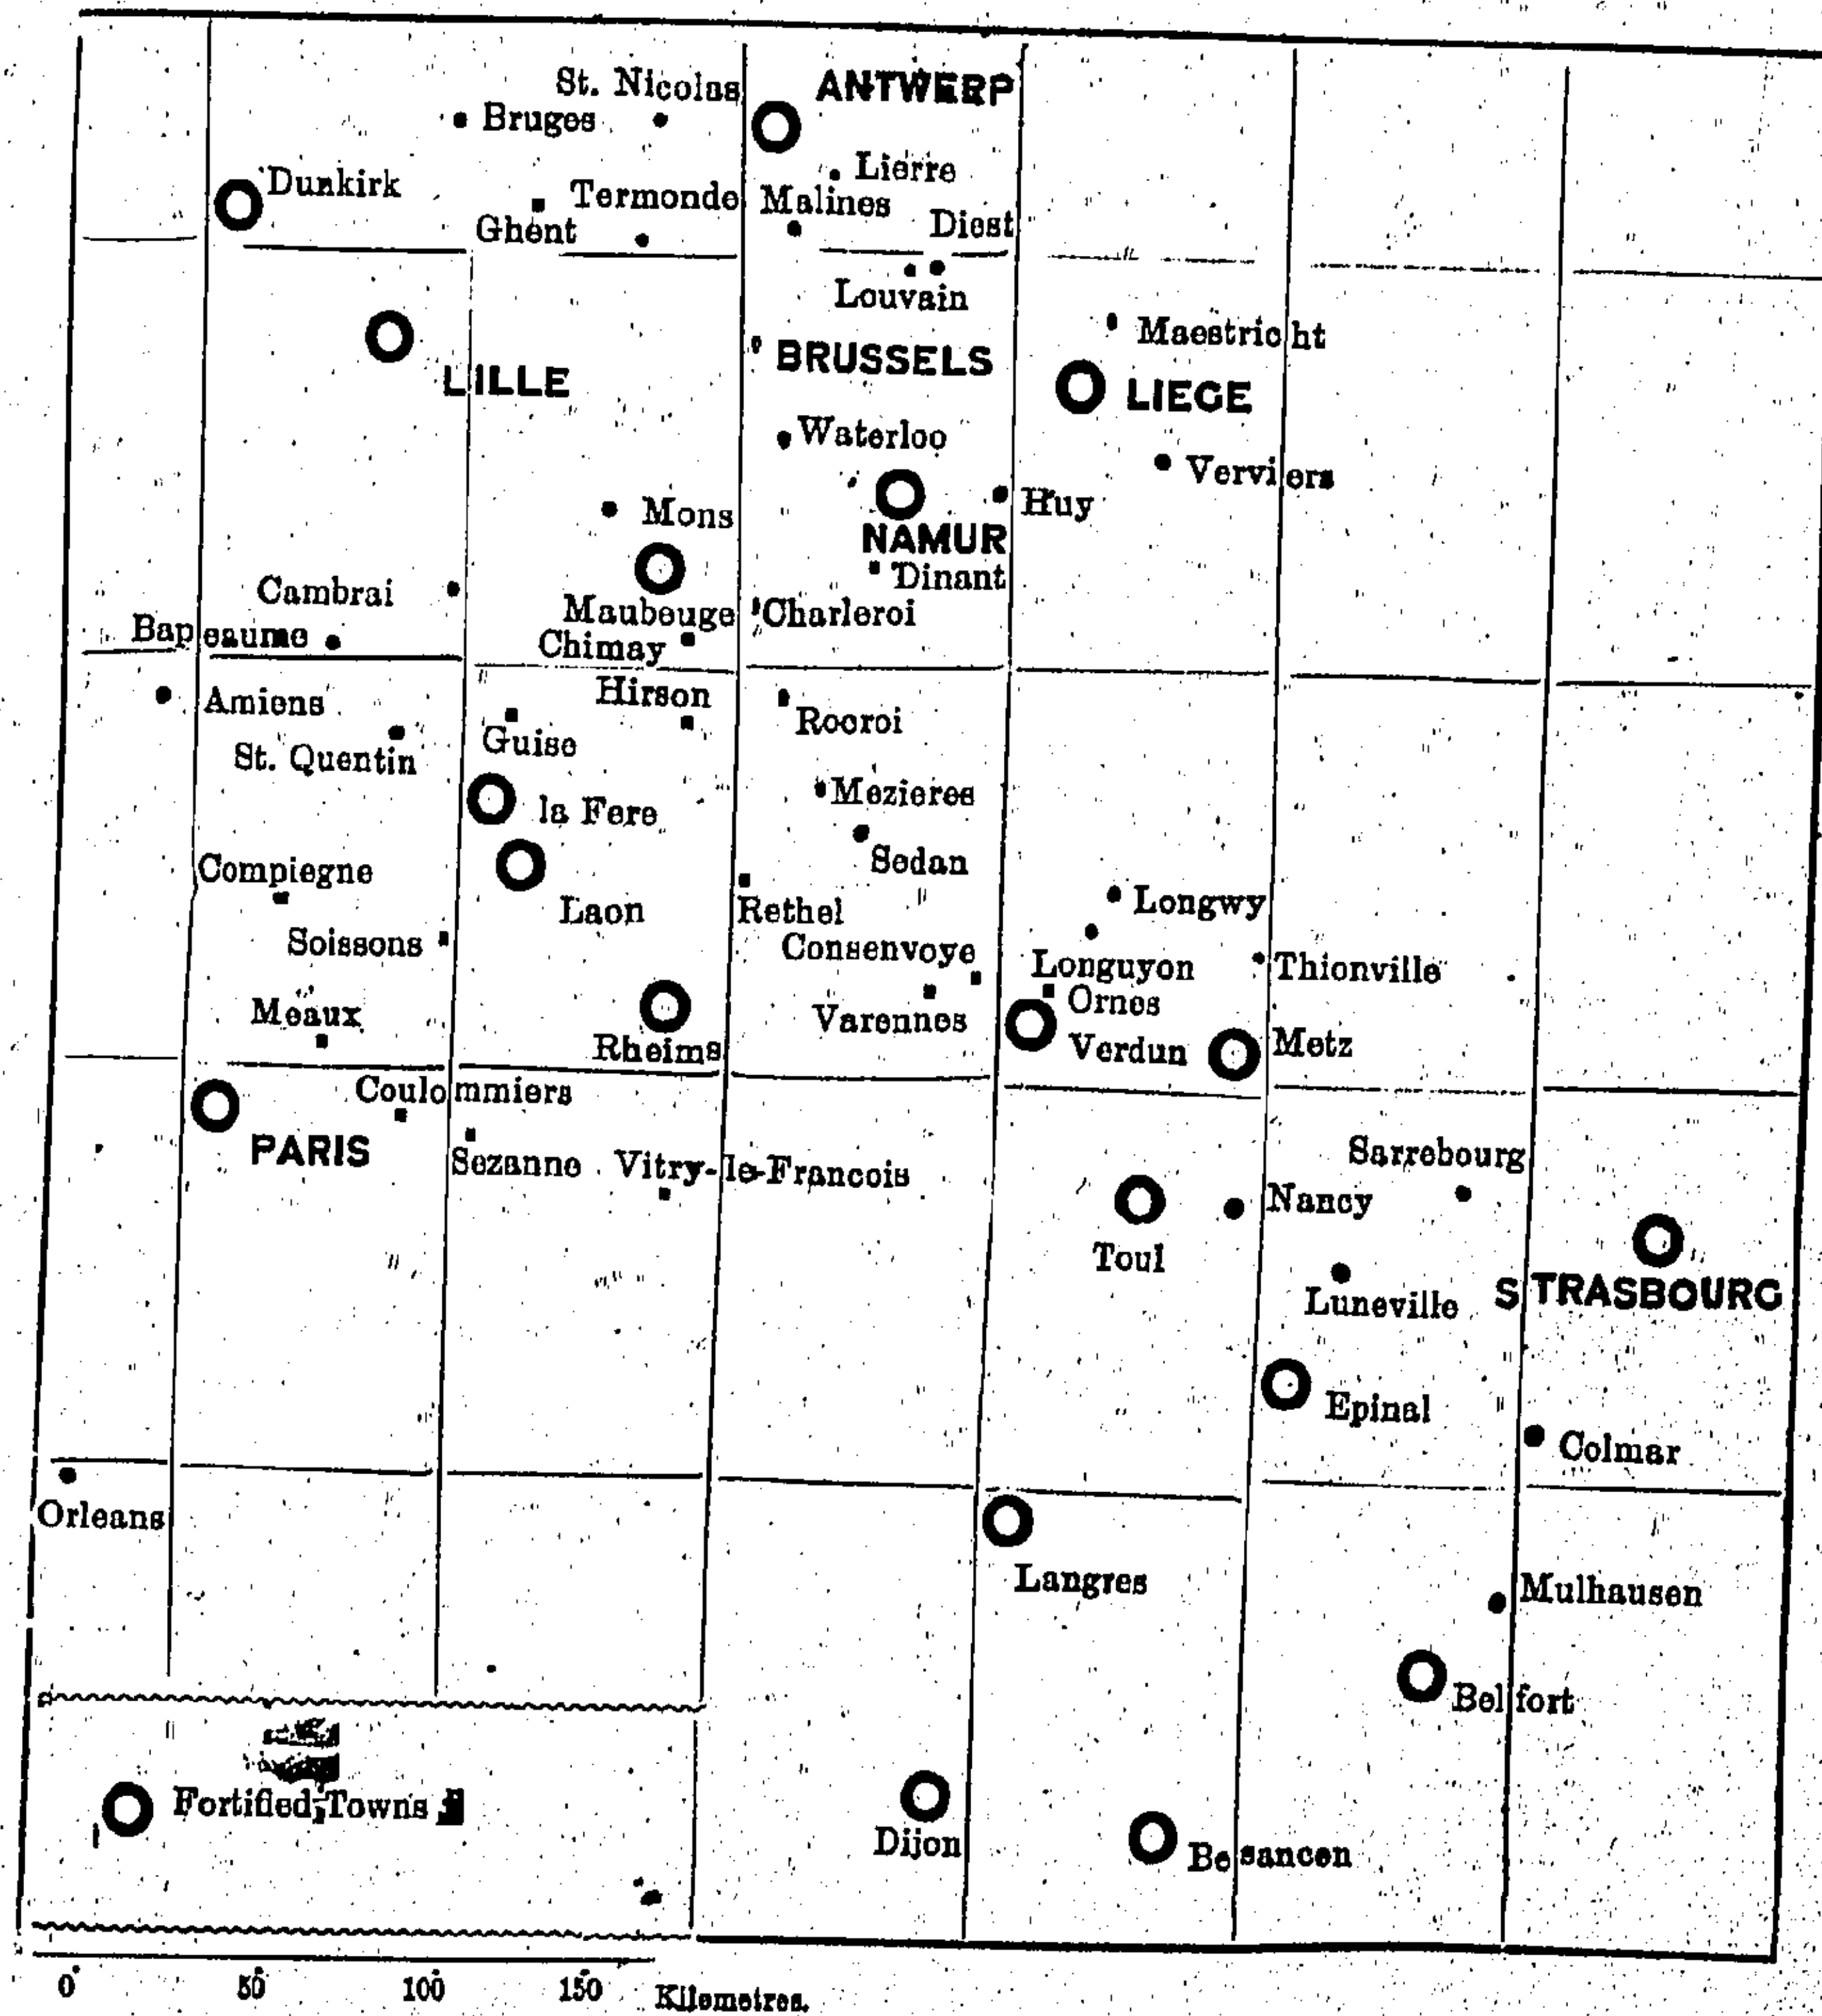 St. Nicolas
ANTWERP
Bruges
Lierre
Dunkirk
Termonde
Malines
Ghent
Diest
Louvain
Maestricht
BRUSSELS
LILLE
LIEGE
Waterloo
Verviers
Mons
Huy
NAMUR
Dinant
Cambrai
Maubeuge
Charleroi
Bapeaume
Chimay
Amiens
Hirson
Rocroi
Guise
St. Quentin
Mezieres
la Fere
Sedan
Compiegne
Longwy
Laon
Rethel
Soissons
Consenvoye
Longuyon
Thionville
Ornes
Meaux
Varennes
Rheims
Verdun
Metz
Coulommiers
PARIS
Sezanne
Vitry-le-Francois
Sarrebourg
Nancy
Toul
Luneville
STRASBOURG
Epinal
Colmar
Orleans
Langres
Mulhausen
Belfort
Fortified Towns
Dijon
Besancon
0 50 100 150 Kilometres.